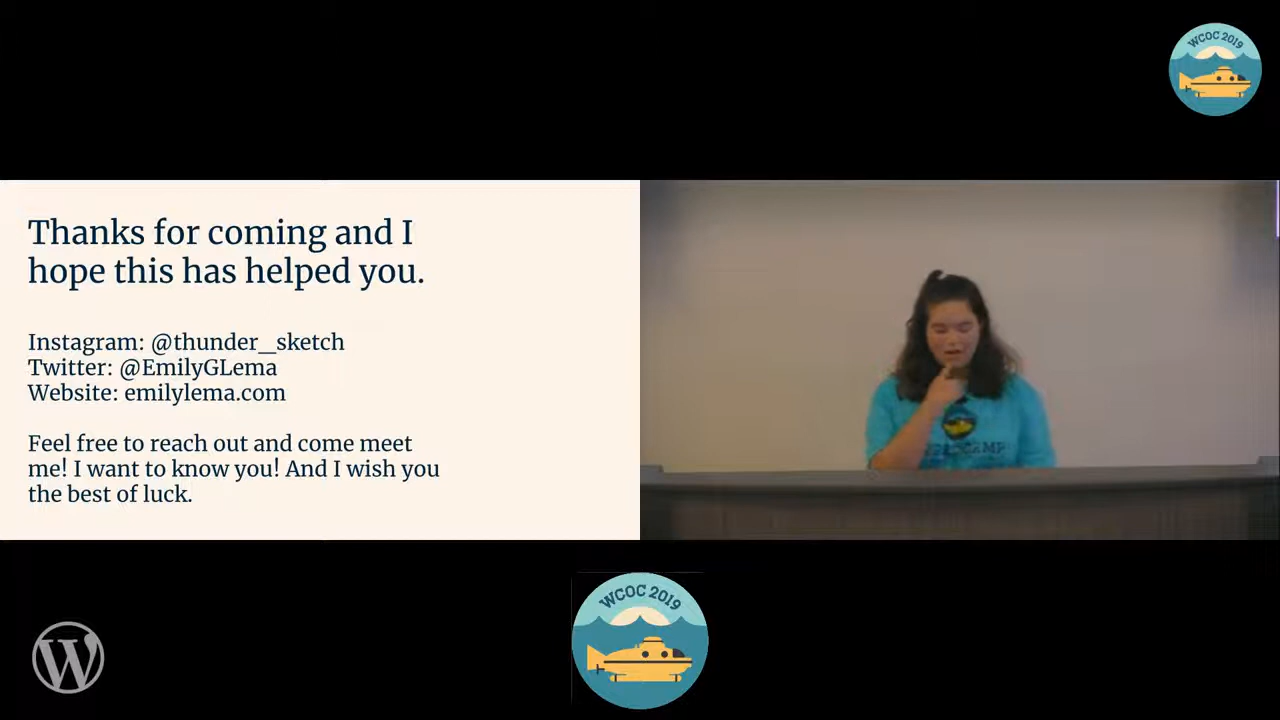 WCOC 2019
Thanks for coming and I
hope this has helped you.
Instagram: @thunder_sketch
Twitter: @EmilyGLema
Website: emilylema.com
Feel free to reach out and come meet
me! I want to know you! And I wish you
the best of luck.
WCOC 2019
W